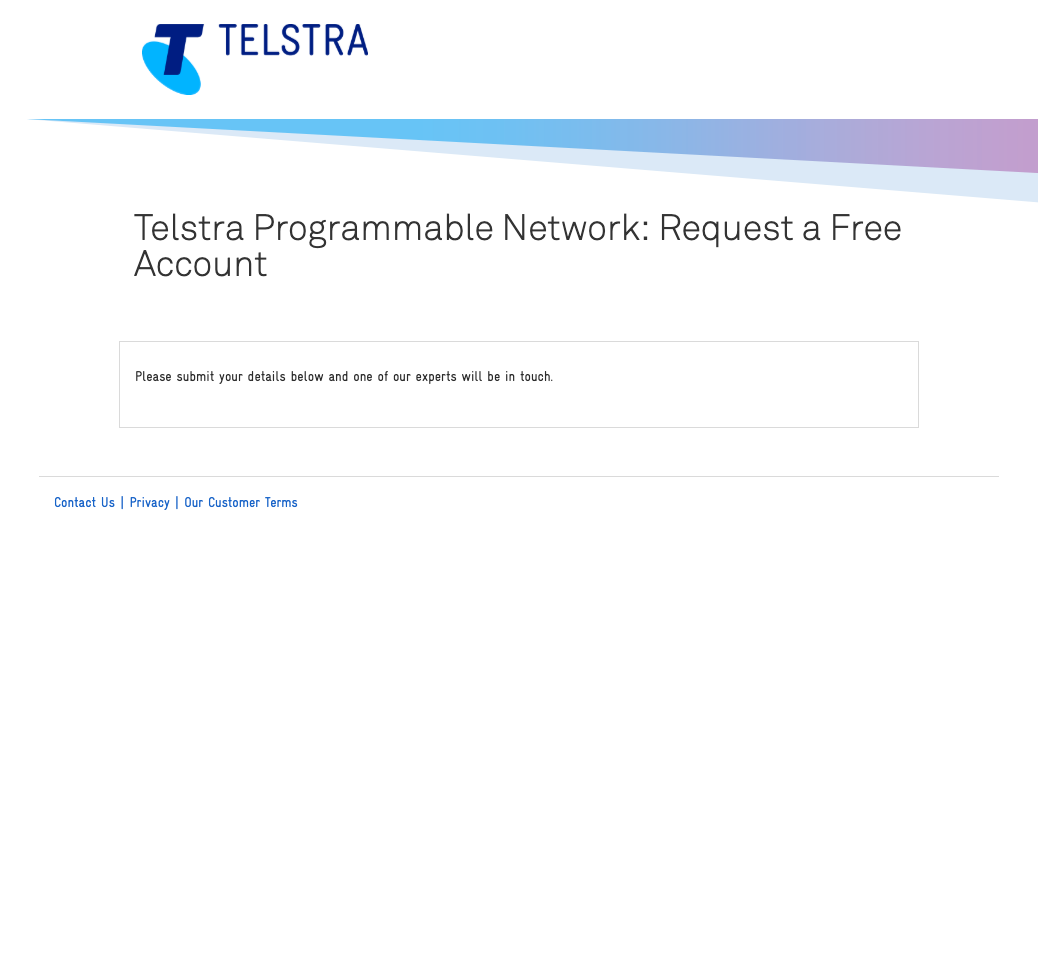 TELSTRA
Telstra Programmable Network: Request a Free
Account
Please submit your details below and one of our experts will be in touch.
Contact Us | Privacy | Our Customer Terms